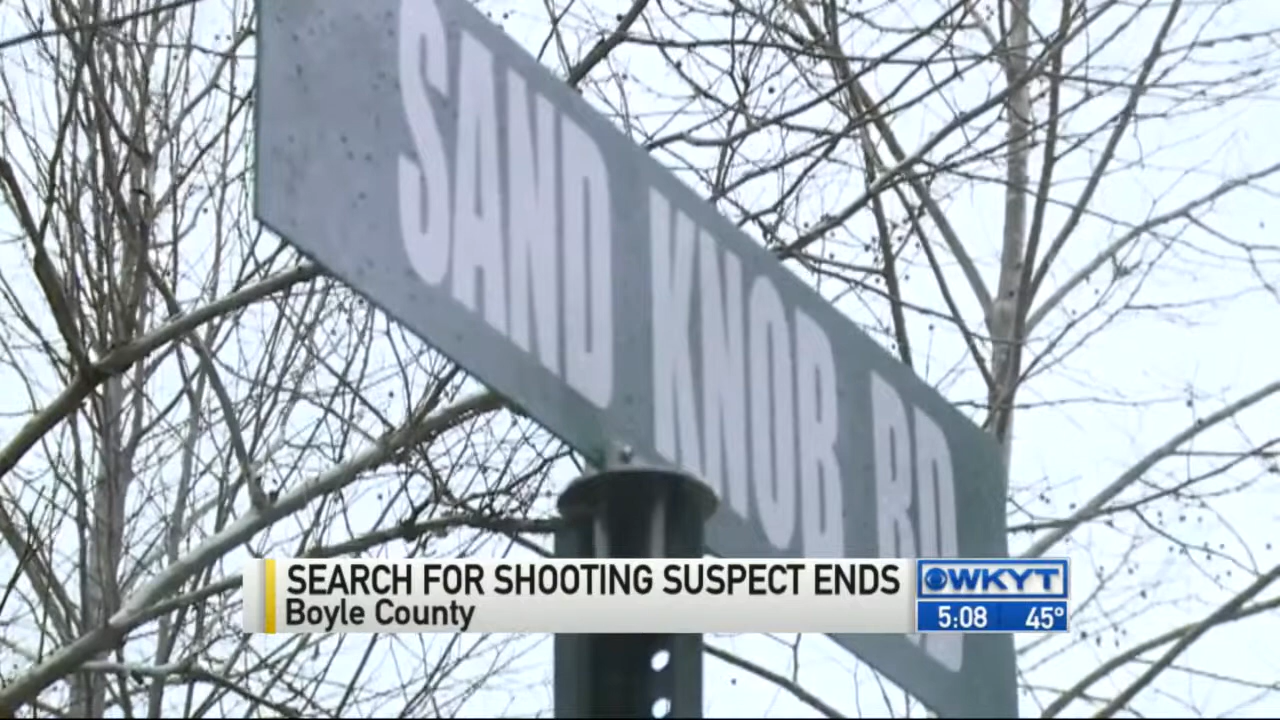 SAND KNOB RD
SEARCH FOR SHOOTING SUSPECT ENDS
Boyle County
WKYT
5:08 45°